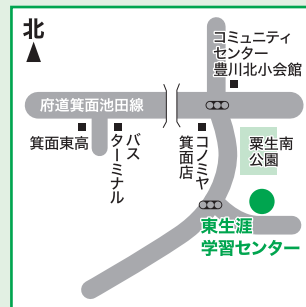 北
コミュニティ
センター
豊川北小会館
府道箕面池田線
箕面東高
バス
ターミナル
コノミヤ
箕面店
粟生南
公園
東生涯
学習センター